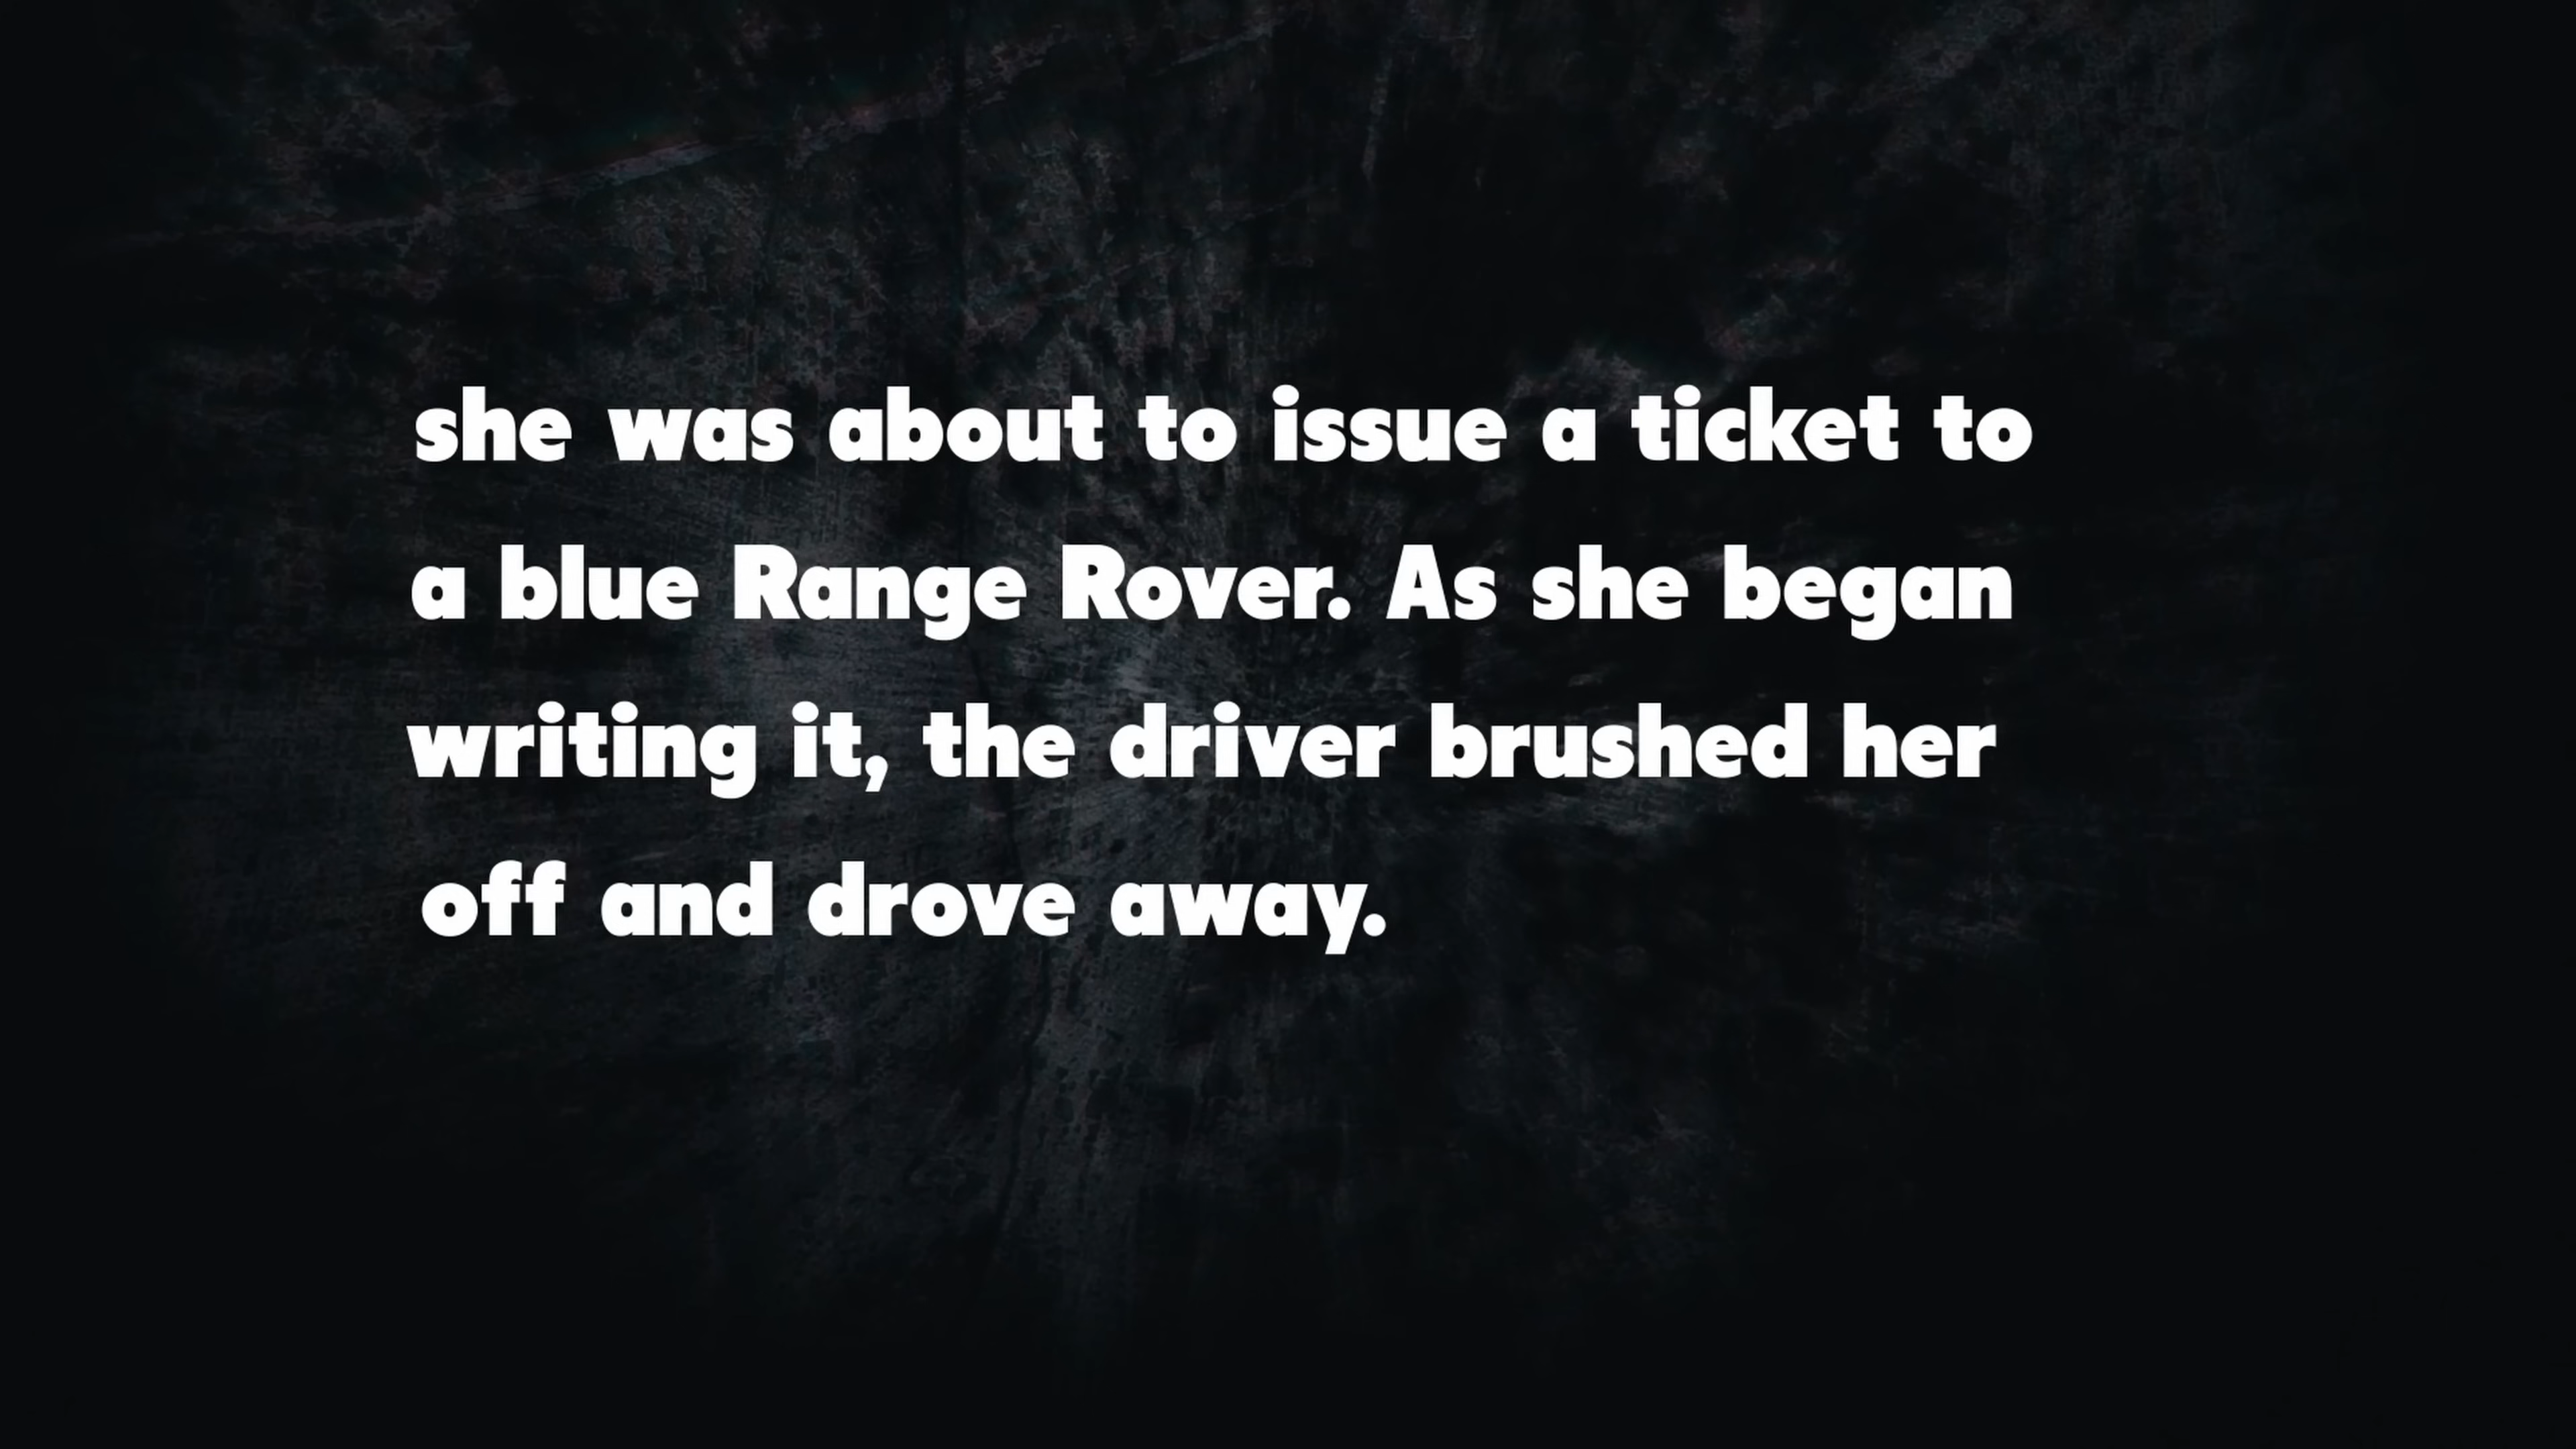 she was about to issue a ticket to
a blue Range Rover. As she began
writing it, the driver brushed her
off and drove away.